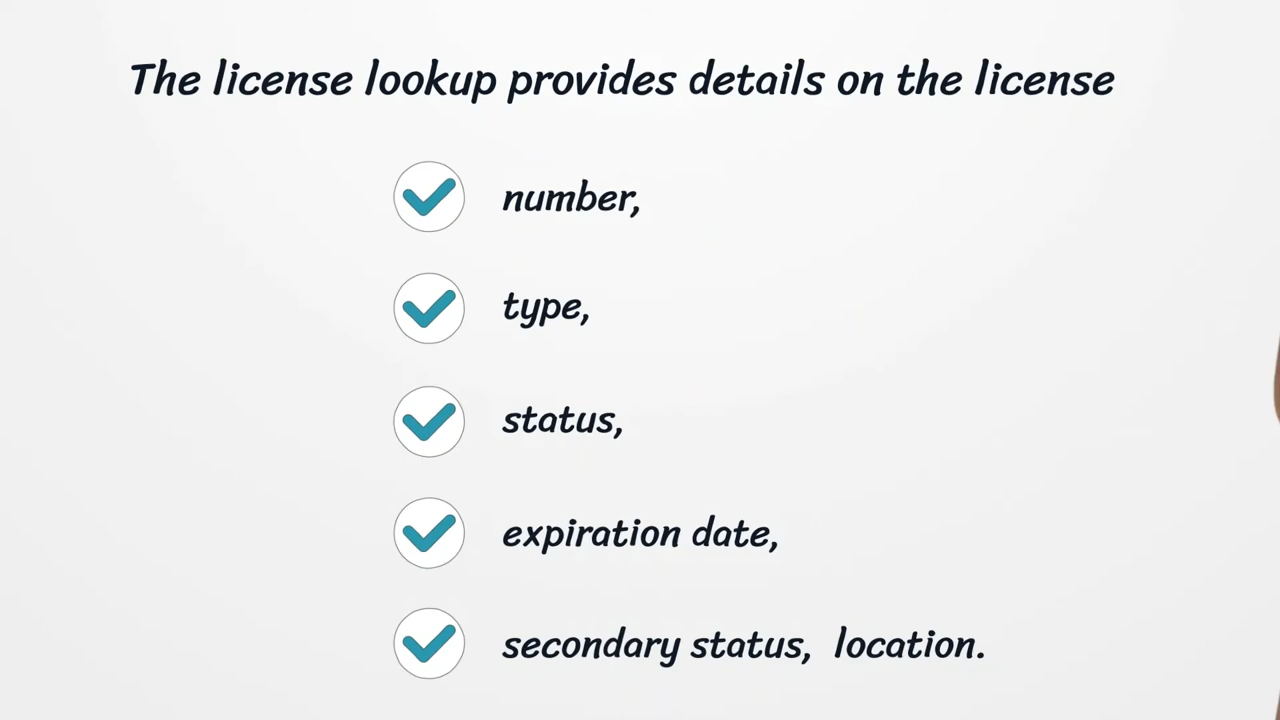 The license lookup provides details on the license
number,
type,
status,
expiration date,
secondary status, location.